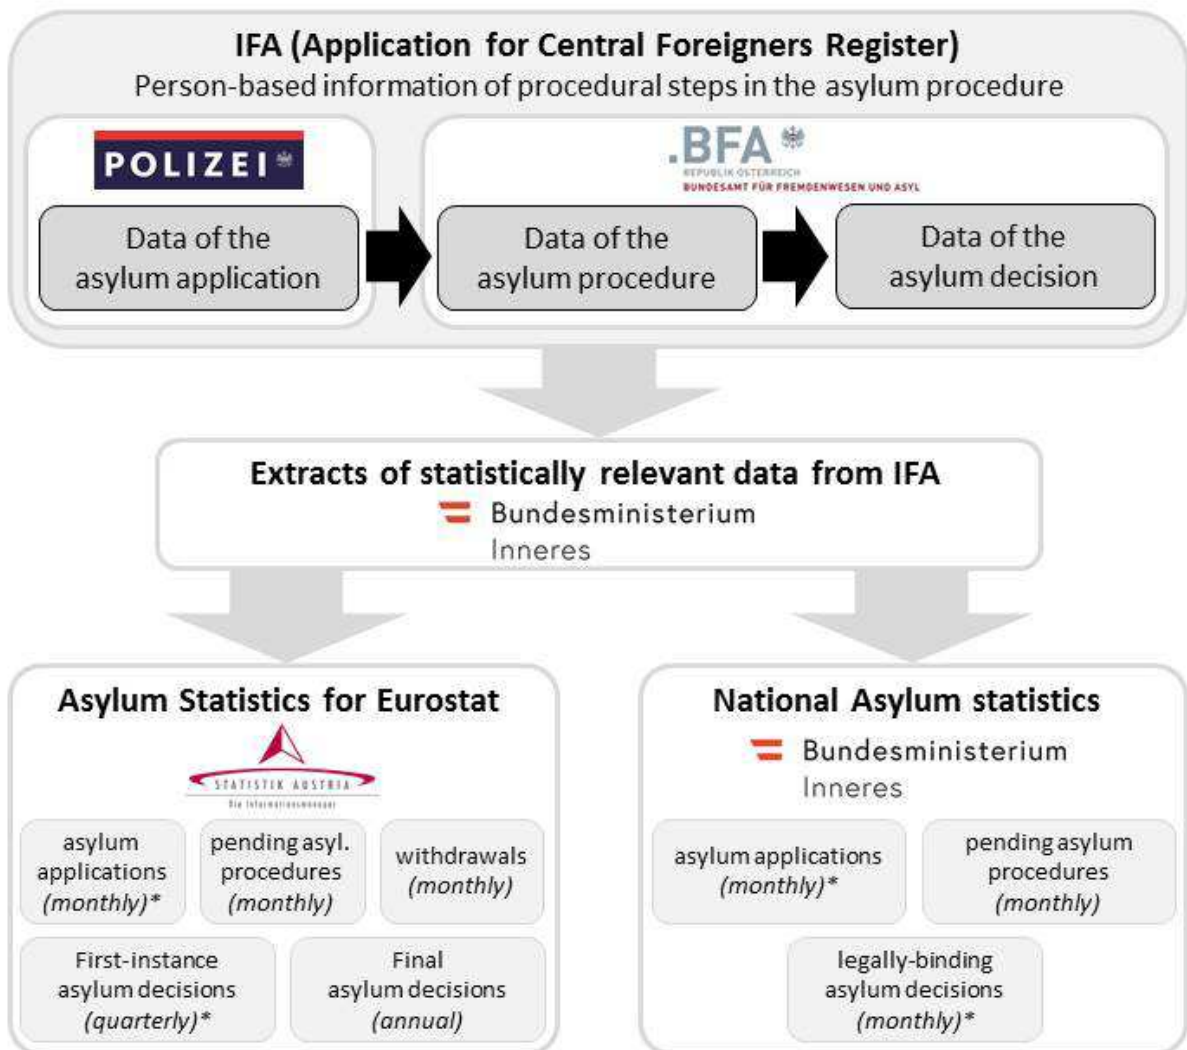 IFA (Application for Central Foreigners Register)
Person-based information of procedural steps in the asylum procedure
POLIZEI
.BFA
REPUBLIK ÖSTERREICH
BUNDESAMT FÜR FREMDENWESEN UND ASYL
Data of the
asylum application
Data of the
asylum procedure
Data of the
asylum decision
Extracts of statistically relevant data from IFA
Bundesministerium
Inneres
Asylum Statistics for Eurostat
STATISTIK AUSTRIA
Die Informationsmanager
asylum
applications
(monthly)*
pending asyl.
procedures
(monthly)
withdrawals
(monthly)
First-instance
asylum decisions
(quarterly)*
Final
asylum decisions
(annual)
National Asylum statistics
Bundesministerium
Inneres
asylum applications
(monthly)*
pending asylum
procedures
(monthly)
legally-binding
asylum decisions
(monthly)*